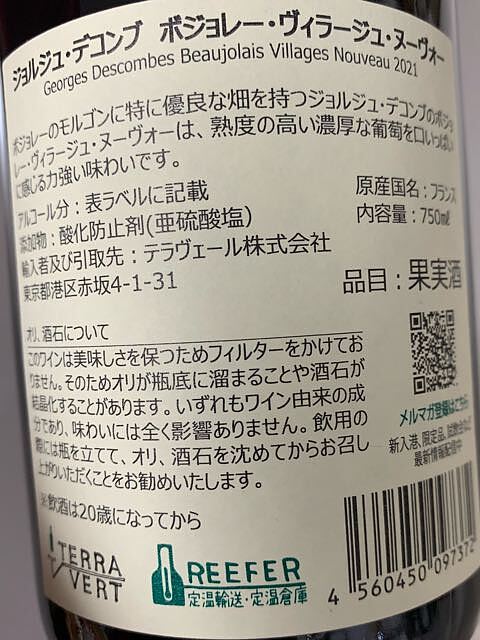 ジョルジュ・デコンブ ボジョレー・ヴィラージュ・ヌーヴォー
Georges Descombes Beaujolais Villages Nouveau 2021
ボジョレーのモルゴンに特に優良な畑を持つジョルジュ・デコンブのボジョ
レー・ヴィラージュ・ヌーヴォーは、熟度の高い濃厚な葡萄を口いっぱい
に感じる力強い味わいです。
アルコール分：表ラベルに記載
添加物：酸化防止剤(亜硫酸塩)
輸入者及び引取先：テラヴェール株式会社
東京都港区赤坂4-1-31
原産国名：フランス
内容量：750㎖
品目：果実酒
オリ、酒石について
このワインは美味しさを保つためフィルターをかけてお
りません。そのためオリが瓶底に溜まることや酒石が
結晶化することがあります。いずれもワイン由来の成
分であり、味わいには全く影響ありません。飲用の
際には瓶を立てて、オリ、酒石を沈めてからお召し
上がりいただくことをお勧めいたします。
※飲酒は20歳になってから
メルマガ登録はこちら
新入港、限定品、試飲会など
最新情報配信中
TERRA
VERT
REEFER
定温輸送・定温倉庫
4 560450 097372